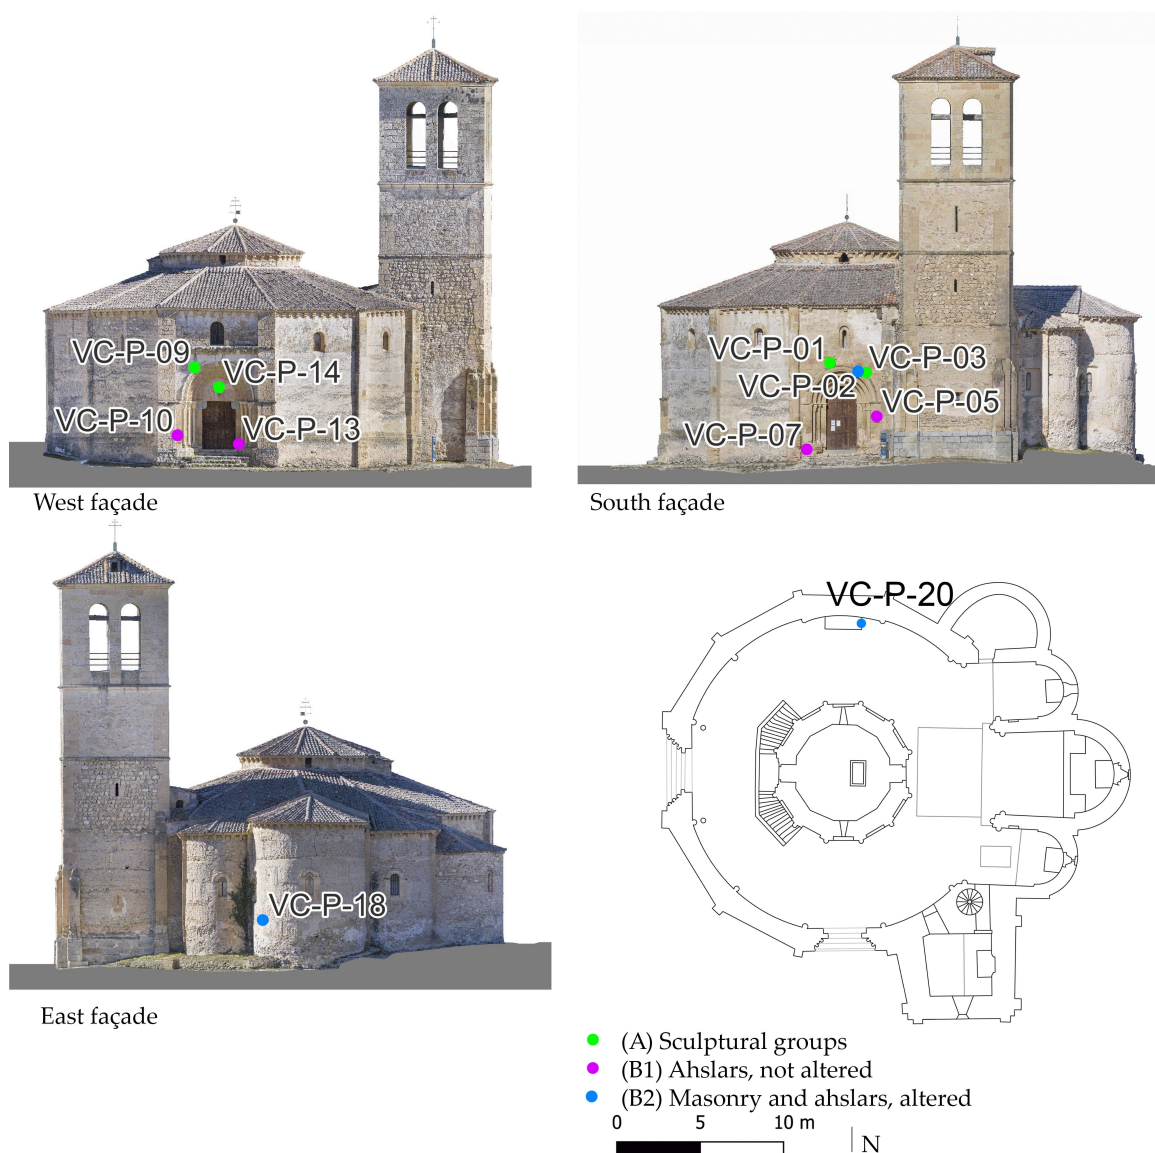 VC-P-09
VC-P-14
VC-P-10
VC-P-13
West façade
VC-P-01
VC-P-03
VC-P-02
VC-P-05
VC-P-07
South façade
VC-P-18
East façade
VC-P-20
(A) Sculptural groups
(B1) Ahslars, not altered
(B2) Masonry and ahslars, altered
0 5 10 m
N